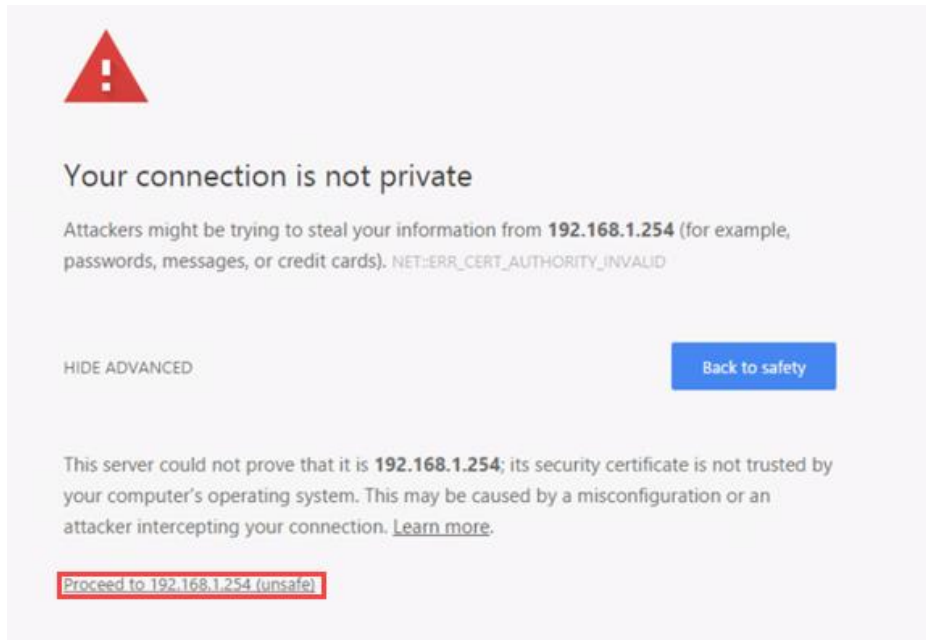 Your connection is not private
Attackers might be trying to steal your information from 192.168.1.254 (for example,
passwords, messages, or credit cards). NET::ERR_CERT_AUTHORITY_INVALID
HIDE ADVANCED
Back to safety
This server could not prove that it is 192.168.1.254; its security certificate is not trusted by
your computer's operating system. This may be caused by a misconfiguration or an
attacker intercepting your connection. Learn more.
Proceed to 192.168.1.254 (unsafe)